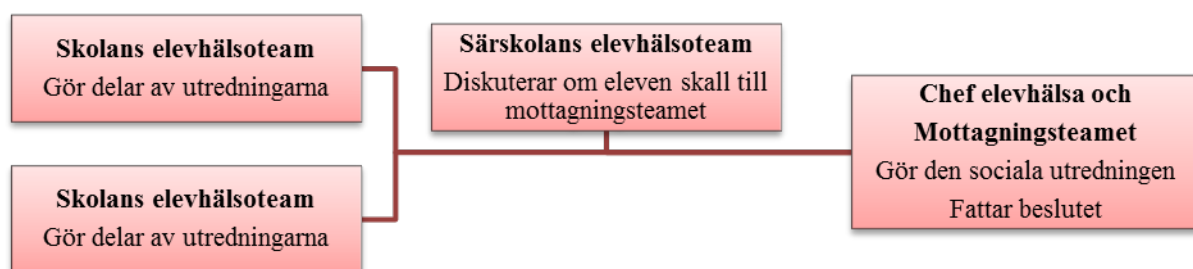 Skolans elevhälsoteam
Gör delar av utredningarna
Skolans elevhälsoteam
Gör delar av utredningarna
Särskolans elevhälsoteam
Diskuterar om eleven skall till
mottagningsteamet
Chef elevhälsa och
Mottagningsteamet
Gör den sociala utredningen
Fattar beslutet